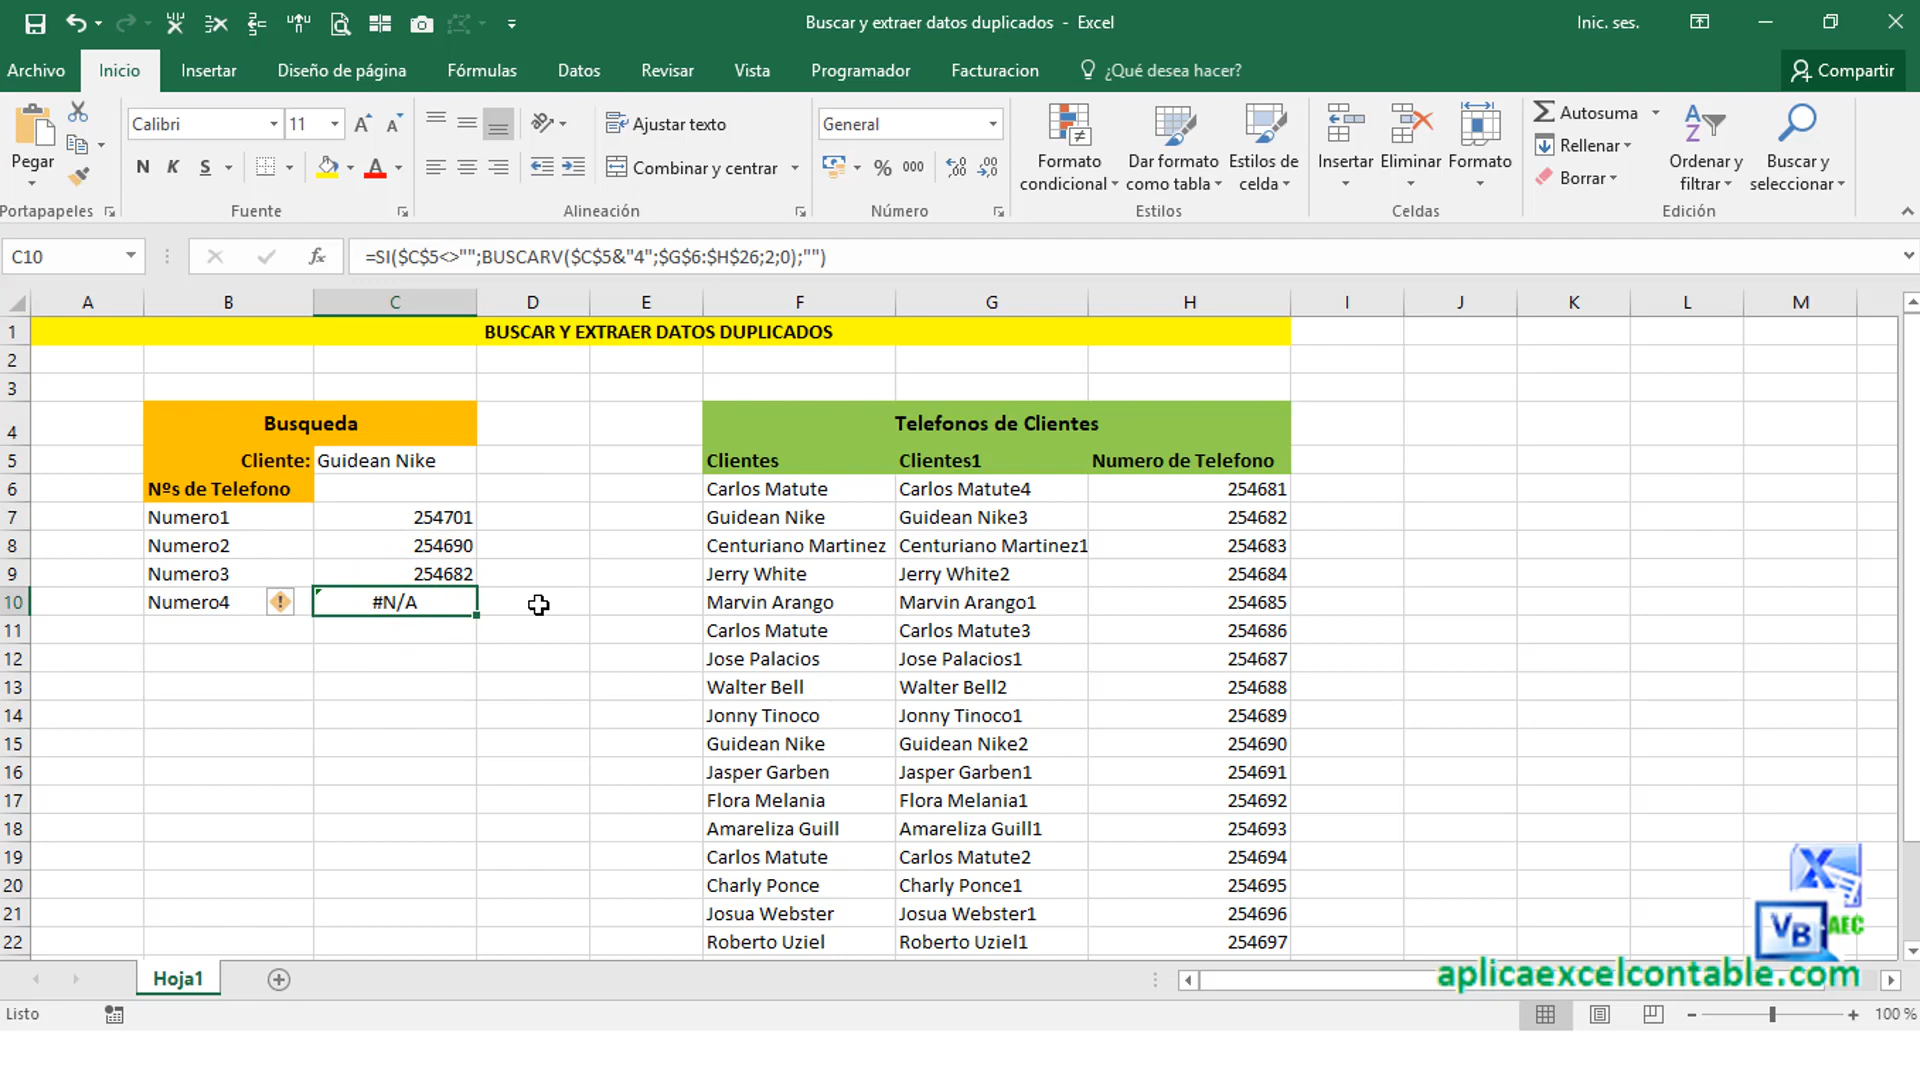 Buscar y extraer datos duplicados - Excel
Inic. ses.
Archivo Inicio Insertar Diseño de página Fórmulas Datos Revisar Vista Programador Facturacion ¿Qué desea hacer? Compartir
Pegar
Portapapeles
Calibri 11
N K S
Fuente
Ajustar texto
Combinar y centrar
Alineación
General
% 000
Número
Formato condicional
Dar formato como tabla
Estilos de celda
Estilos
Insertar Eliminar Formato
Celdas
Autosuma
Rellenar
Borrar
Ordenar y filtrar
Buscar y seleccionar
Edición
C10 fx =SI($C$5<>"";BUSCARV($C$5&"4";$G$6:$H$26;2;0);"")
A B C D E F G H I J K L M
1 BUSCAR Y EXTRAER DATOS DUPLICADOS
2
3
4 Busqueda Telefonos de Clientes
5 Cliente: Guidean Nike Clientes Clientes1 Numero de Telefono
6 Nºs de Telefono Carlos Matute Carlos Matute4 254681
7 Numero1 254701 Guidean Nike Guidean Nike3 254682
8 Numero2 254690 Centuriano Martinez Centuriano Martinez1 254683
9 Numero3 254682 Jerry White Jerry White2 254684
10 Numero4 #N/A Marvin Arango Marvin Arango1 254685
11 Carlos Matute Carlos Matute3 254686
12 Jose Palacios Jose Palacios1 254687
13 Walter Bell Walter Bell2 254688
14 Jonny Tinoco Jonny Tinoco1 254689
15 Guidean Nike Guidean Nike2 254690
16 Jasper Garben Jasper Garben1 254691
17 Flora Melania Flora Melania1 254692
18 Amareliza Guill Amareliza Guill1 254693
19 Carlos Matute Carlos Matute2 254694
20 Charly Ponce Charly Ponce1 254695
21 Josua Webster Josua Webster1 254696
22 Roberto Uziel Roberto Uziel1 254697
VB AEC
aplicaexcelcontable.com
Hoja1
Listo
100 %